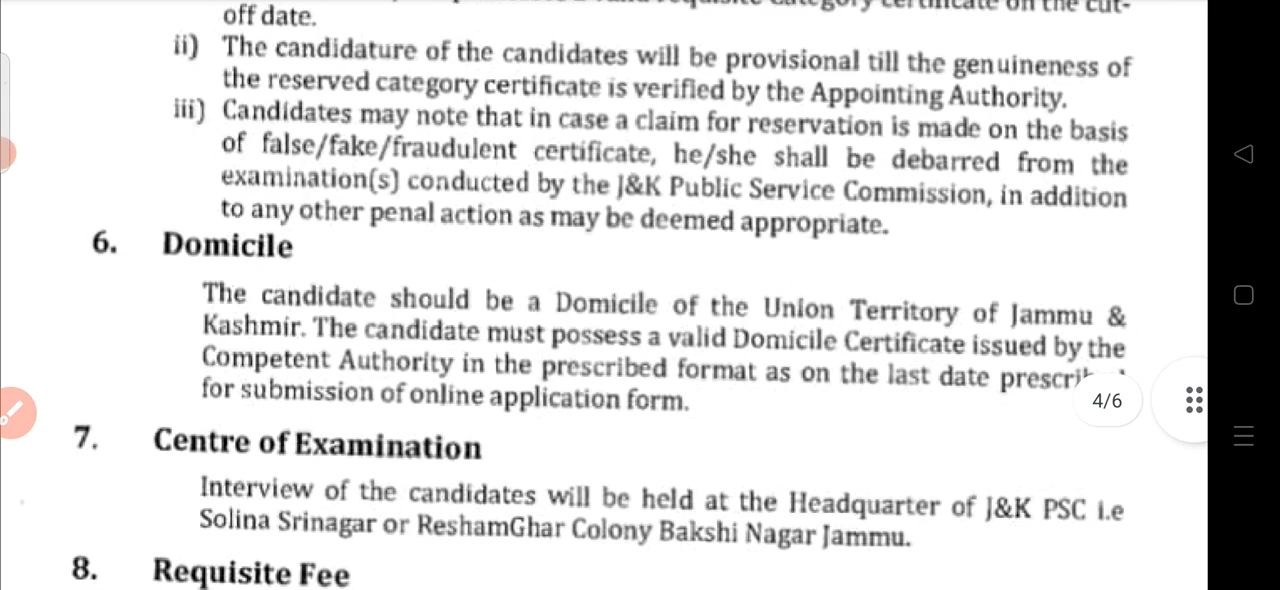 category certificate on the cut-
off date.
ii) The candidature of the candidates will be provisional till the genuineness of
the reserved category certificate is verified by the Appointing Authority.
iii) Candidates may note that in case a claim for reservation is made on the basis
of false/fake/fraudulent certificate, he/she shall be debarred from the
examination(s) conducted by the J&K Public Service Commission, in addition
to any other penal action as may be deemed appropriate.
6. Domicile
The candidate should be a Domicile of the Union Territory of Jammu &
Kashmir. The candidate must possess a valid Domicile Certificate issued by the
Competent Authority in the prescribed format as on the last date
for submission of online application form.
4/6
7. Centre of Examination
Interview of the candidates will be held at the Headquarter of J&K PSC i.e
Solina Srinagar or ReshamGhar Colony Bakshi Nagar Jammu.
8. Requisite Fee